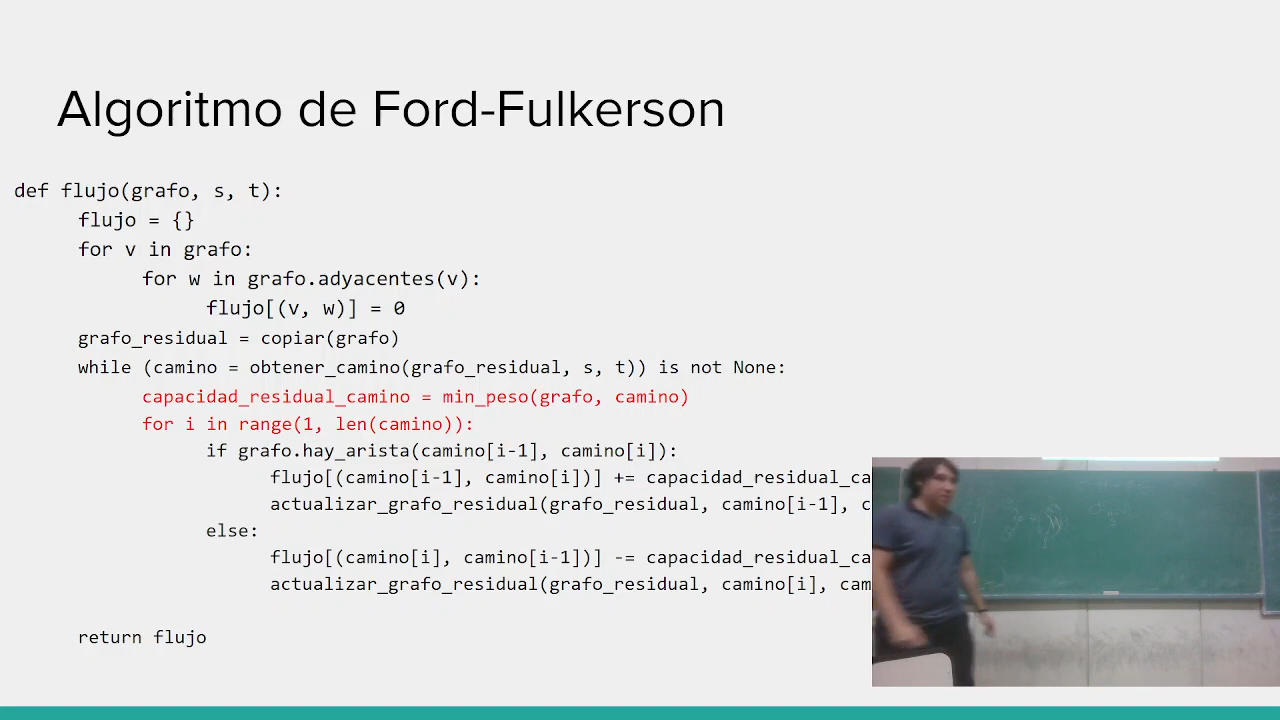 Algoritmo de Ford-Fulkerson
def flujo(grafo, s, t):
flujo = {}
for v in grafo:
for w in grafo.adyacentes(v):
flujo[(v, w)] = 0
grafo_residual = copiar(grafo)
while (camino = obtener_camino(grafo_residual, s, t)) is not None:
capacidad_residual_camino = min_peso(grafo, camino)
for i in range(1, len(camino)):
if grafo.hay_arista(camino[i-1], camino[i]):
flujo[(camino[i-1], camino[i])] += capacidad_residual_ca
actualizar_grafo_residual(grafo_residual, camino[i-1], c
else:
flujo[(camino[i], camino[i-1])] -= capacidad_residual_ca
actualizar_grafo_residual(grafo_residual, camino[i], cam
return flujo